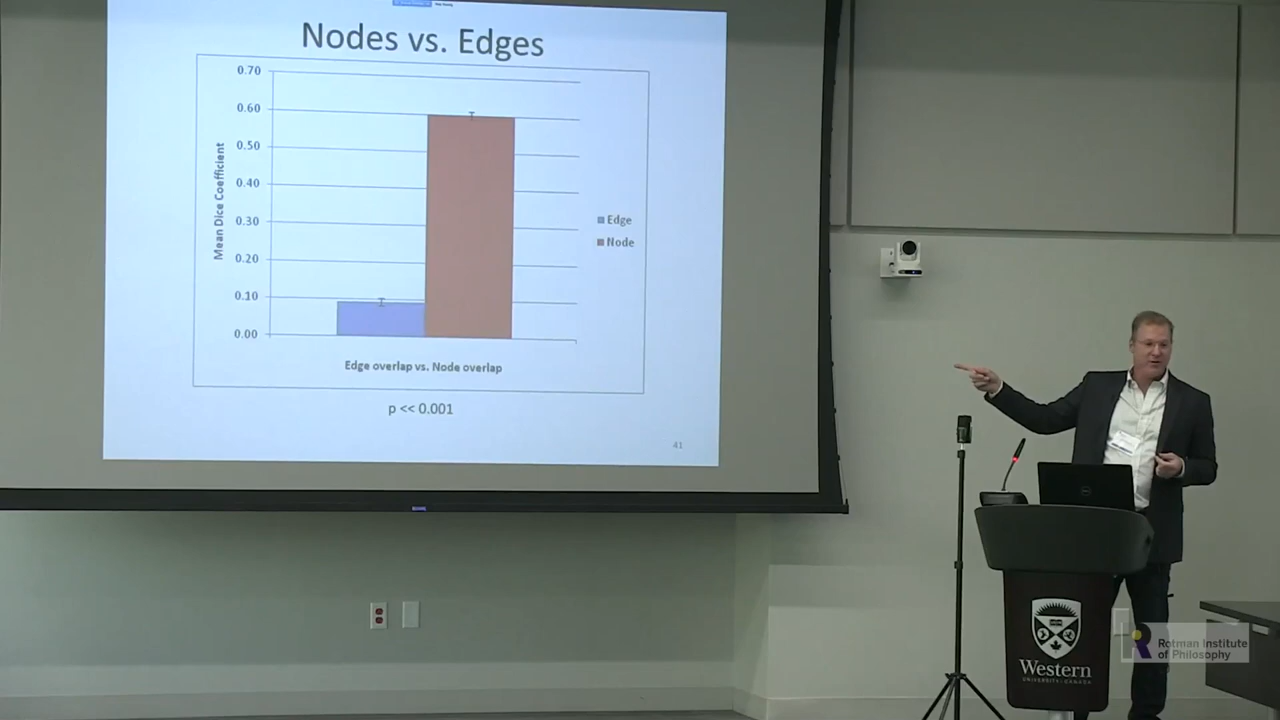 Nodes vs. Edges
0.70
0.60
0.50
0.40
0.30
0.20
0.10
0.00
Mean Dice Coefficient
Edge
Node
Edge overlap vs. Node overlap
p << 0.001
41
Western
UNIVERSITY · CANADA
Rotman Institute
of Philosophy